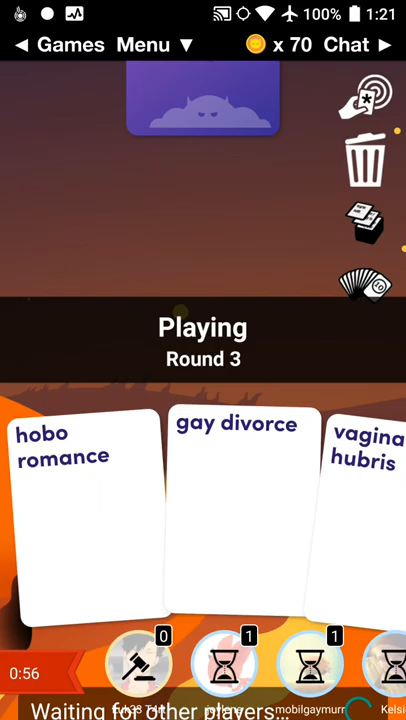 100% 1:21
◄ Games Menu ▼ x 70 Chat ►
Playing
Round 3
hobo
romance
gay divorce
vagina
hubris
0 1 1
0:56
mobilgaymurr Kelsi
Waiting for other players...